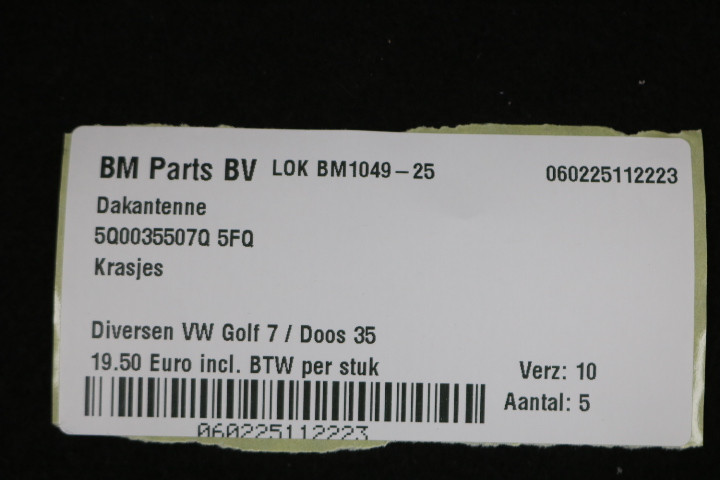 BM Parts BV LOK BM1049-25 060225112223
Dakantenne
5Q0035507Q 5FQ
Krasjes
Diversen VW Golf 7 / Doos 35
19.50 Euro incl. BTW per stuk Verz: 10
Aantal: 5
060225112223